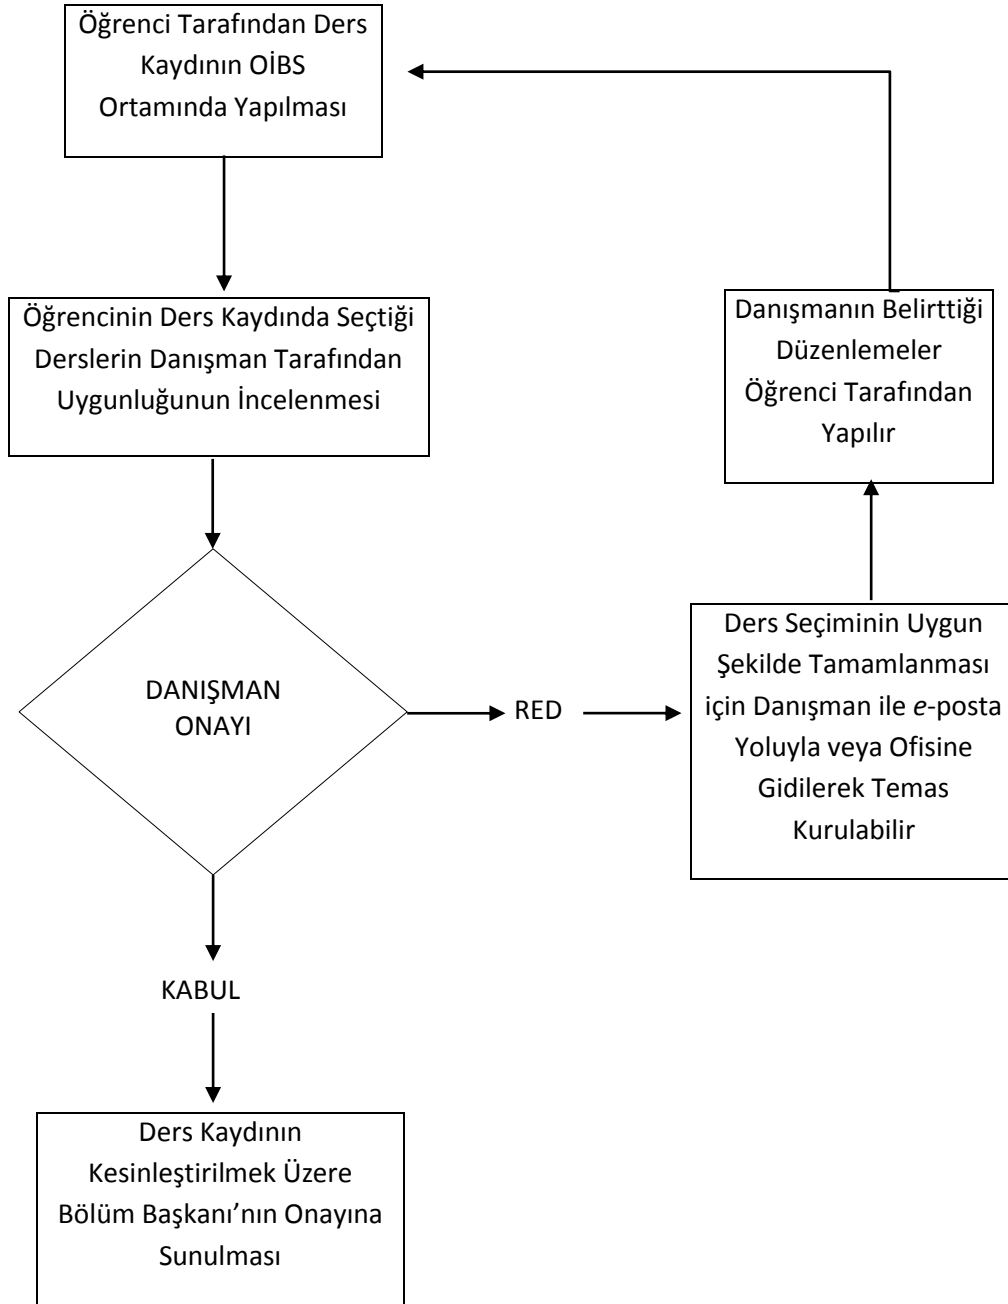 Öğrenci Tarafından Ders
Kaydının OİBS
Ortamında Yapılması
Öğrencinin Ders Kaydında Seçtiği
Derslerin Danışman Tarafından
Uygunluğunun İncelenmesi
Danışmanın Belirttiği
Düzenlemeler
Öğrenci Tarafından
Yapılır
DANIŞMAN
ONAYI
RED
Ders Seçiminin Uygun
Şekilde Tamamlanması
için Danışman ile e-posta
Yoluyla veya Ofisine
Gidilerek Temas
Kurulabilir
KABUL
Ders Kaydının
Kesinleştirilmek Üzere
Bölüm Başkanı’nın Onayına
Sunulması